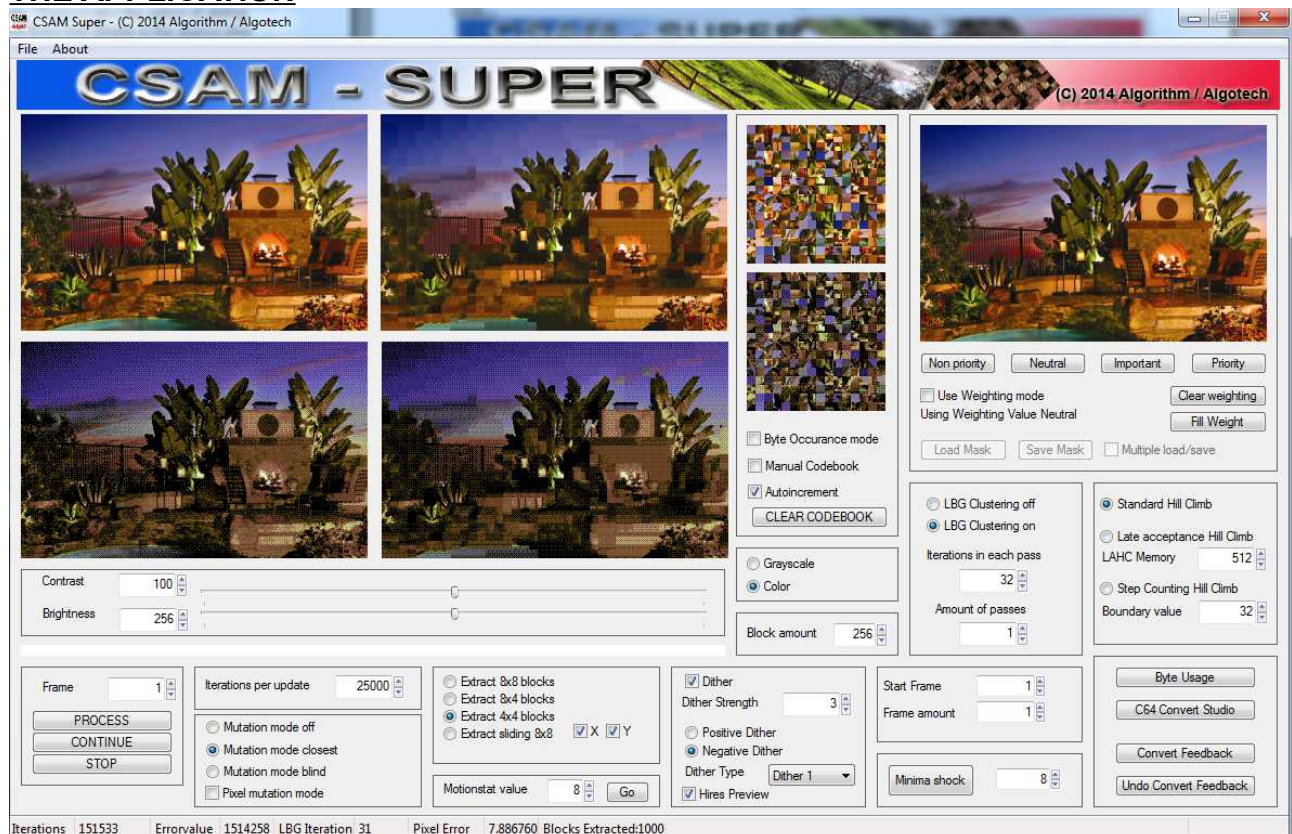 CSAM Super - (C) 2014 Algorithm / Algotech
File About
CSAM - SUPER
(C) 2014 Algorithm / Algotech
Non priority Neutral Important Priority
Use Weighting mode Clear weighting
Using Weighting Value Neutral
Fill Weight
Load Mask Save Mask Multiple load/save
Byte Occurance mode
Manual Codebook
Autoincrement
CLEAR CODEBOOK
Grayscale
Color
Block amount 256
LBG Clustering off
LBG Clustering on
Iterations in each pass
32
Amount of passes
1
Standard Hill Climb
Late acceptance Hill Climb
LAHC Memory 512
Step Counting Hill Climb
Boundary value 32
Contrast 100
Brightness 256
Frame 1
PROCESS
CONTINUE
STOP
Iterations per update 25000
Mutation mode off
Mutation mode closest
Mutation mode blind
Pixel mutation mode
Extract 8x8 blocks
Extract 8x4 blocks
Extract 4x4 blocks
Extract sliding 8x8 X Y
Motionstat value 8 Go
Dither
Dither Strength 3
Positive Dither
Negative Dither
Dither Type Dither 1
Hires Preview
Start Frame 1
Frame amount 1
Minima shock 8
Byte Usage
C64 Convert Studio
Convert Feedback
Undo Convert Feedback
Iterations 151533 Errorvalue 1514258 LBG Iteration 31 Pixel Error 7.886760 Blocks Extracted:1000